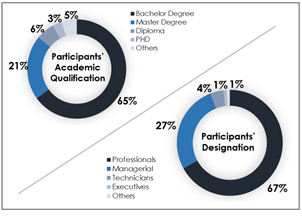 5%
3%
6%
21%
65%
Participants'
Academic
Qualification
Bachelor Degree
Master Degree
Diploma
PHD
Others
Professionals
Managerial
Technicians
Executives
Others
4% 1% 1%
27%
67%
Participants'
Designation